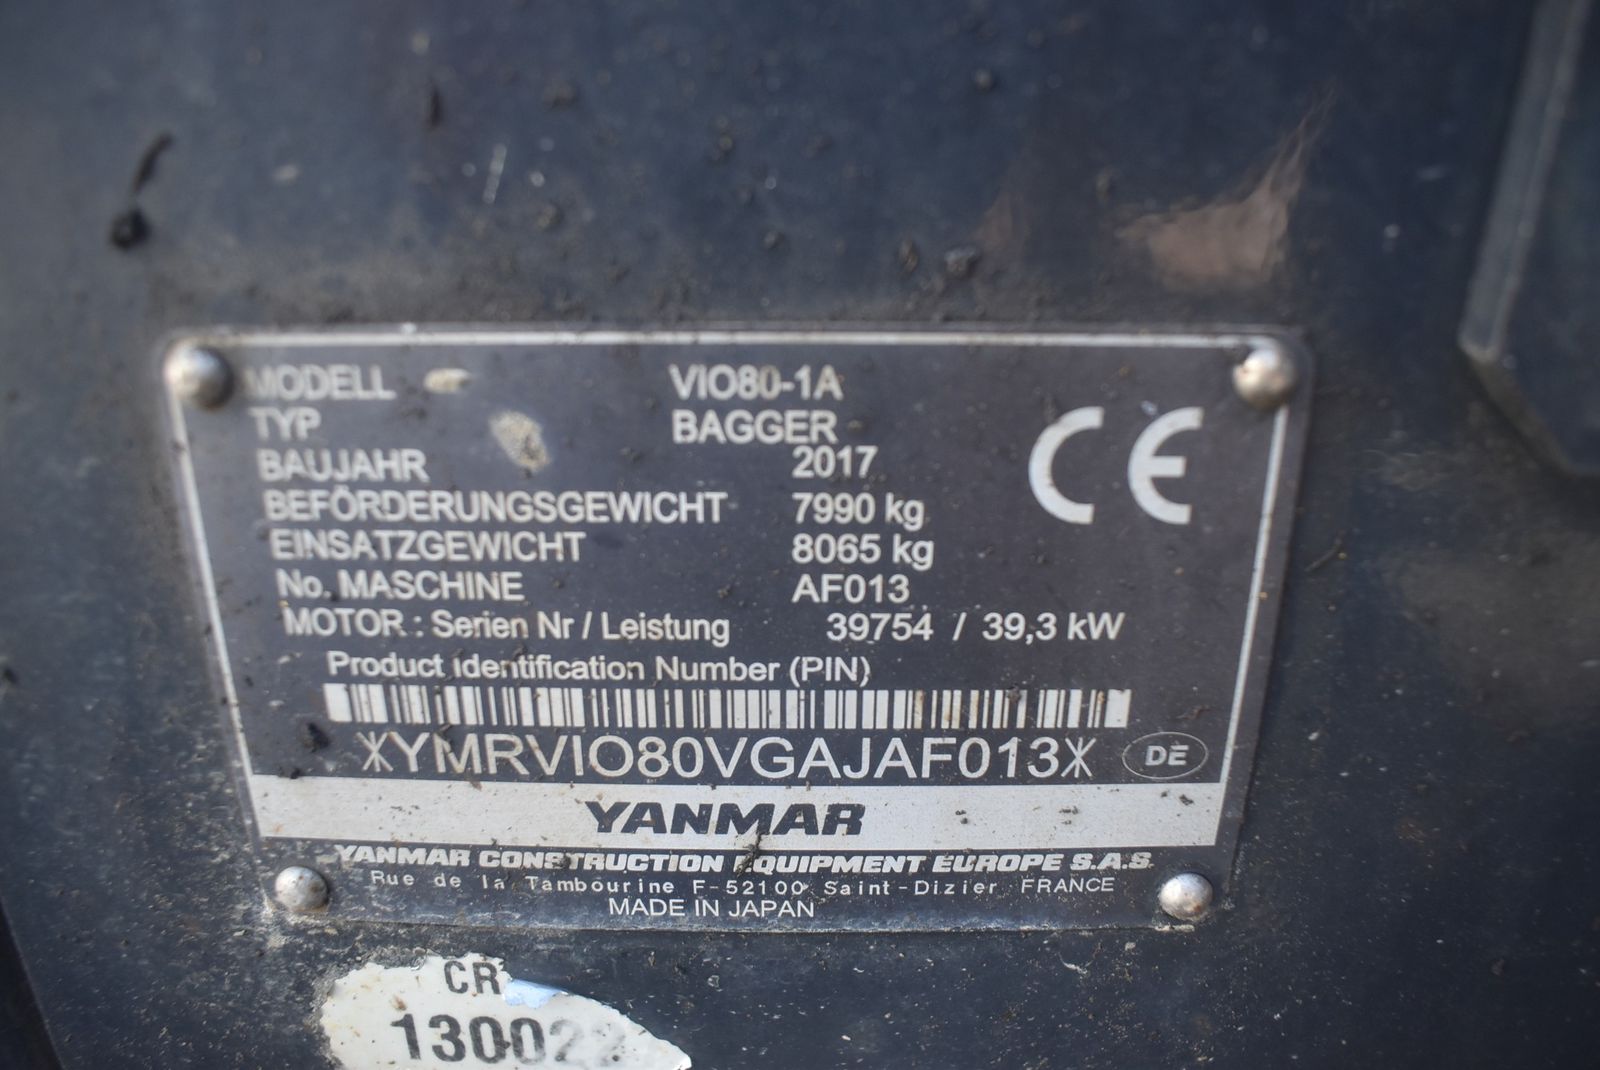 MODELL VIO80-1A
TYP BAGGER
BAUJAHR 2017
BEFÖRDERUNGSGEWICHT 7990 kg
EINSATZGEWICHT 8065 kg
No. MASCHINE AF013
MOTOR : Serien Nr / Leistung 39754 / 39,3 kW
CE
Product Identification Number (PIN)
YMRVIO80VGAJAF013
DE
YANMAR
YANMAR CONSTRUCTION EQUIPMENT EUROPE S.A.S.
Rue de la Tambourine F-52100 Saint-Dizier FRANCE
MADE IN JAPAN
CR